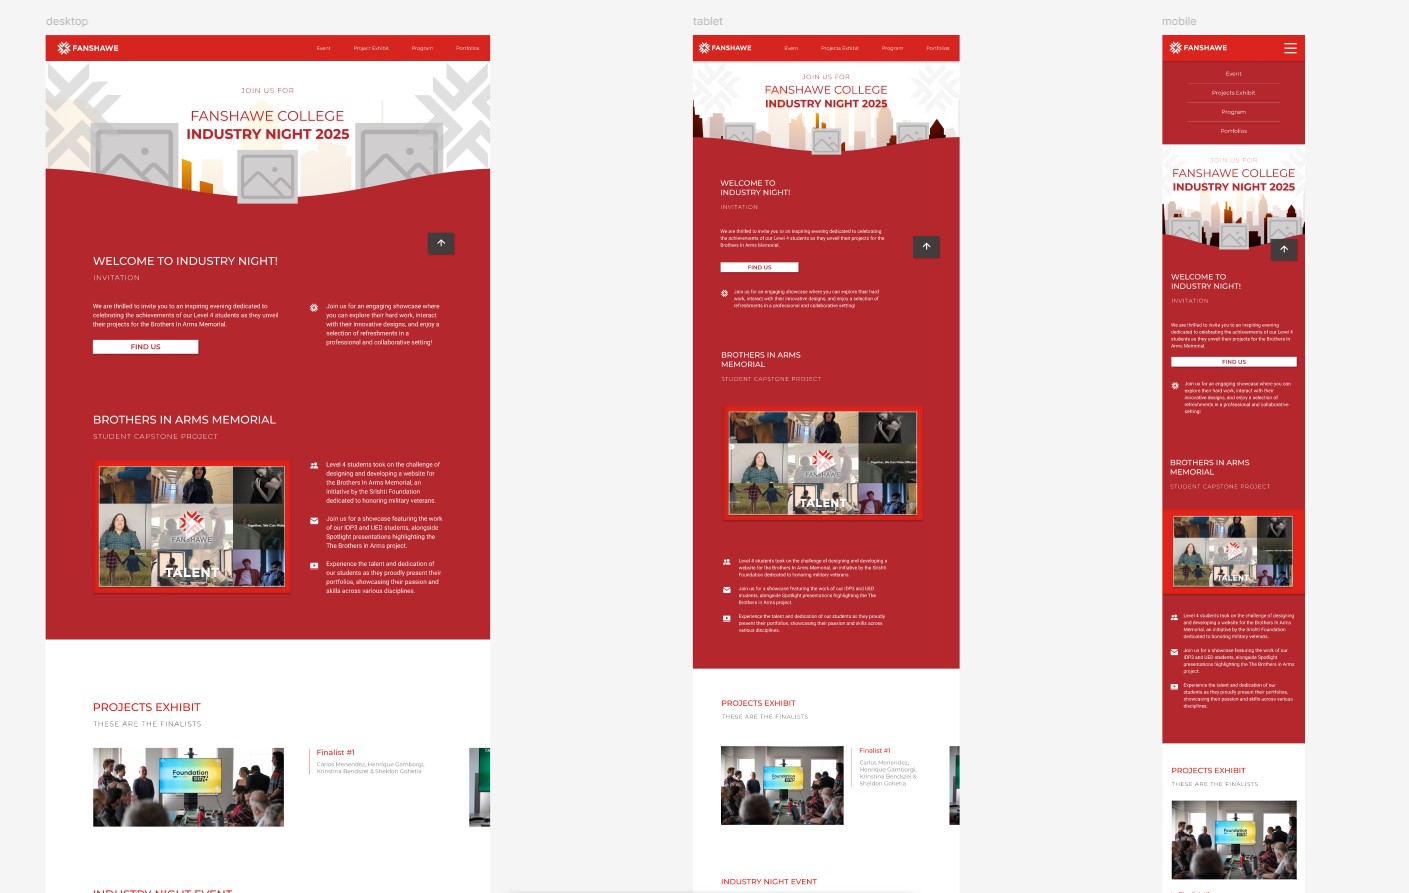 desktop
FANSHAWE
Event Project Exhibit Program Portfolios
JOIN US FOR
FANSHAWE COLLEGE
INDUSTRY NIGHT 2025
WELCOME TO INDUSTRY NIGHT!
INVITATION
We are thrilled to invite you to an inspiring evening dedicated to
celebrating the achievements of our Level 4 students as they unveil
their projects for the Brothers in Arms Memorial.
FIND US
Join us for an engaging showcase where
you can explore their hard work, interact
with their innovative designs, and enjoy a
selection of refreshments in a
professional and collaborative setting!
BROTHERS IN ARMS MEMORIAL
STUDENT CAPSTONE PROJECT
FANSHAWE
TALENT
Level 4 students took on the challenge of
designing and developing a website for
the Brothers In Arms Memorial, an
initiative by the Srishti Foundation
dedicated to honoring military veterans.
Join us for a showcase featuring the work
of our IDP3 and UED students, alongside
Spotlight presentations highlighting the
The Brothers in Arms project.
Experience the talent and dedication of
our students as they proudly present their
portfolios, showcasing their passion and
skills across various disciplines.
PROJECTS EXHIBIT
THESE ARE THE FINALISTS
Foundation
Finalist #1
Carlos Menendez, Henrique Gamborgi,
Krinstina Bendiszel & Sheldon Gohetia
INDUSTRY NIGHT EVENT
tablet
FANSHAWE
Event Projects Exhibit Program Portfolios
JOIN US FOR
FANSHAWE COLLEGE
INDUSTRY NIGHT 2025
WELCOME TO
INDUSTRY NIGHT!
INVITATION
We are thrilled to invite you to an inspiring evening dedicated to celebrating
the achievements of our Level 4 students as they unveil their projects for the
Brothers in Arms Memorial.
FIND US
Join us for an engaging showcase where you can explore their hard
work, interact with their innovative designs, and enjoy a selection of
refreshments in a professional and collaborative setting!
BROTHERS IN ARMS
MEMORIAL
STUDENT CAPSTONE PROJECT
FANSHAWE
TALENT
Level 4 students took on the challenge of designing and developing a
website for the Brothers In Arms Memorial, an initiative by the Srishti
Foundation dedicated to honoring military veterans.
Join us for a showcase featuring the work of our IDP3 and UED
students, alongside Spotlight presentations highlighting the The
Brothers in Arms project.
Experience the talent and dedication of our students as they proudly
present their portfolios, showcasing their passion and skills across
various disciplines.
PROJECTS EXHIBIT
THESE ARE THE FINALISTS
Foundation
Finalist #1
Carlos Menendez,
Henrique Gamborgi,
Krinstina Bendiszel &
Sheldon Gohetia
INDUSTRY NIGHT EVENT
mobile
FANSHAWE
Event
Projects Exhibit
Program
Portfolios
JOIN US FOR
FANSHAWE COLLEGE
INDUSTRY NIGHT 2025
WELCOME TO
INDUSTRY NIGHT!
INVITATION
We are thrilled to invite you to an inspiring evening
dedicated to celebrating the achievements of our Level 4
students as they unveil their projects for the Brothers in
Arms Memorial.
FIND US
Join us for an engaging showcase where you can
explore their hard work, interact with their
innovative designs, and enjoy a selection of
refreshments in a professional and collaborative
setting!
BROTHERS IN ARMS
MEMORIAL
STUDENT CAPSTONE PROJECT
TALENT
Level 4 students took on the challenge of designing
and developing a website for the Brothers In Arms
Memorial, an initiative by the Srishti Foundation
dedicated to honoring military veterans.
Join us for a showcase featuring the work of our
IDP3 and UED students, alongside Spotlight
presentations highlighting the The Brothers in Arms
project.
Experience the talent and dedication of our
students as they proudly present their portfolios,
showcasing their passion and skills across various
disciplines.
PROJECTS EXHIBIT
THESE ARE THE FINALISTS
Foundation